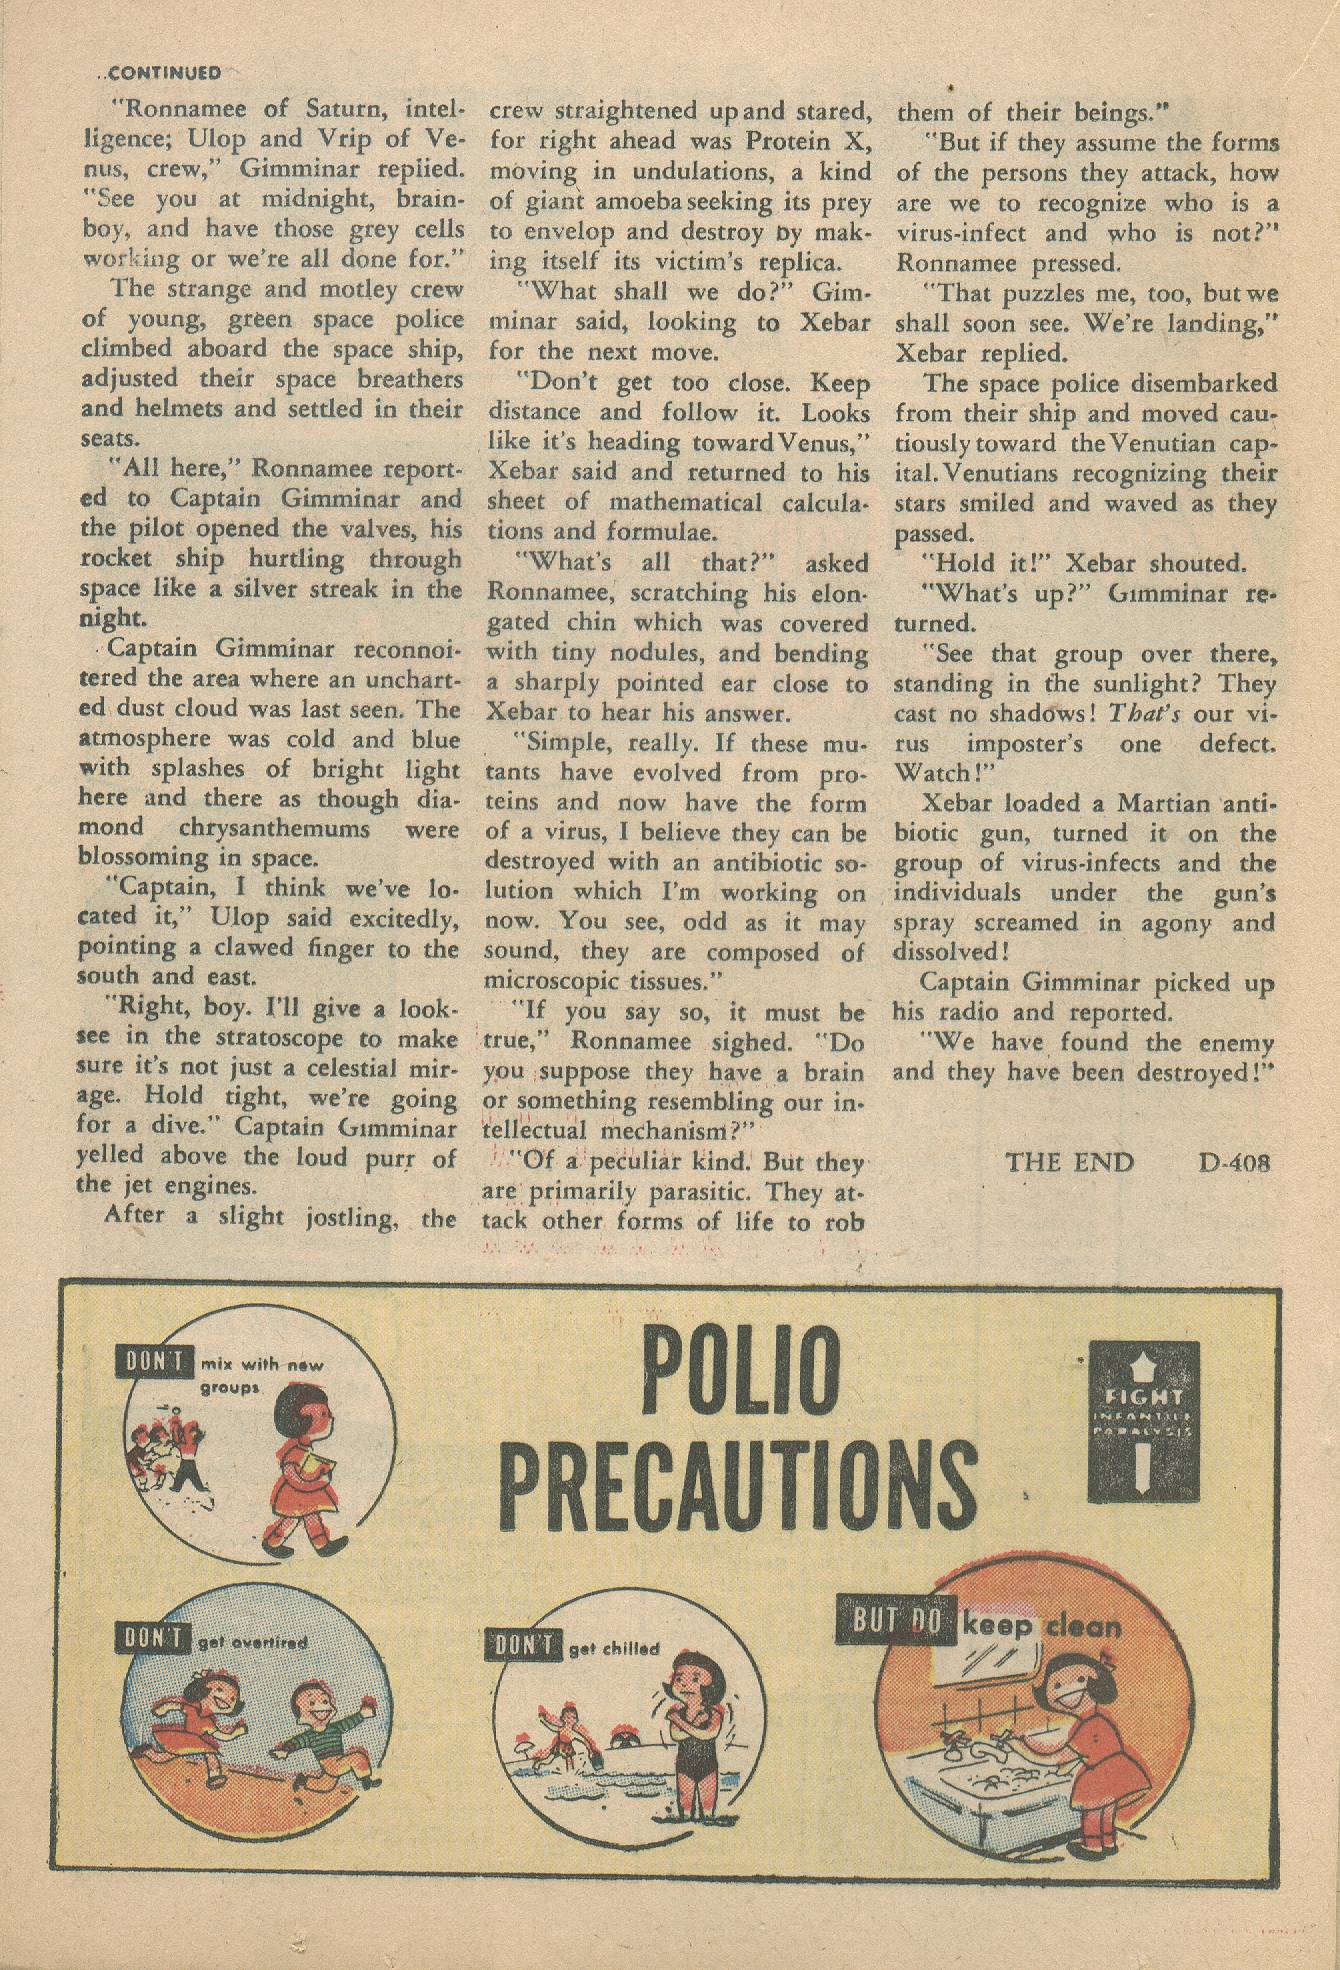 ..CONTINUED
"Ronnamee of Saturn, intel-
ligence; Ulop and Vrip of Ve-
nus, crew," Gimminar replied.
"See you at midnight, brain-
boy, and have those grey cells
working or we're all done for."
The strange and motley crew
of young, green space police
climbed aboard the space ship,
adjusted their space breathers
and helmets and settled in their
seats.
"All here," Ronnamee report-
ed to Captain Gimminar and
the pilot opened the valves, his
rocket ship hurtling through
space like a silver streak in the
night.
Captain Gimminar reconnoi-
tered the area where an unchart-
ed dust cloud was last seen. The
atmosphere was cold and blue
with splashes of bright light
here and there as though dia-
mond chrysanthemums were
blossoming in space.
"Captain, I think we've lo-
cated it," Ulop said excitedly,
pointing a clawed finger to the
south and east.
"Right, boy. I'll give a look-
see in the stratoscope to make
sure it's not just a celestial mir-
age. Hold tight, we're going
for a dive." Captain Gimminar
yelled above the loud purr of
the jet engines.
After a slight jostling, the
crew straightened up and stared,
for right ahead was Protein X,
moving in undulations, a kind
of giant amoeba seeking its prey
to envelop and destroy by mak-
ing itself its victim's replica.
"What shall we do?" Gim-
minar said, looking to Xebar
for the next move.
"Don't get too close. Keep
distance and follow it. Looks
like it's heading toward Venus,"
Xebar said and returned to his
sheet of mathematical calcula-
tions and formulae.
"What's all that?" asked
Ronnamee, scratching his elon-
gated chin which was covered
with tiny nodules, and bending
a sharply pointed ear close to
Xebar to hear his answer.
"Simple, really. If these mu-
tants have evolved from pro-
teins and now have the form
of a virus, I believe they can be
destroyed with an antibiotic so-
lution which I'm working on
now. You see, odd as it may
sound, they are composed of
microscopic tissues."
"If you say so, it must be
true," Ronnamee sighed. "Do
you suppose they have a brain
or something resembling our in-
tellectual mechanism?"
"Of a peculiar kind. But they
are primarily parasitic. They at-
tack other forms of life to rob
them of their beings."
"But if they assume the forms
of the persons they attack, how
are we to recognize who is a
virus-infect and who is not?"
Ronnamee pressed.
"That puzzles me, too, but we
shall soon see. We're landing,"
Xebar replied.
The space police disembarked
from their ship and moved cau-
tiously toward the Venutian cap-
ital. Venutians recognizing their
stars smiled and waved as they
passed.
"Hold it!" Xebar shouted.
"What's up?" Gimminar re-
turned.
"See that group over there,
standing in the sunlight? They
cast no shadows! That's our vi-
rus imposter's one defect.
Watch!"
Xebar loaded a Martian anti-
biotic gun, turned it on the
group of virus-infects and the
individuals under the gun's
spray screamed in agony and
dissolved!
Captain Gimminar picked up
his radio and reported.
"We have found the enemy
and they have been destroyed!"
THE END D-408
POLIO
PRECAUTIONS
FIGHT
INFANTILE
PARALYSIS
DON'T mix with new
groups
DON'T get overtired
DON'T get chilled
BUT DO keep clean